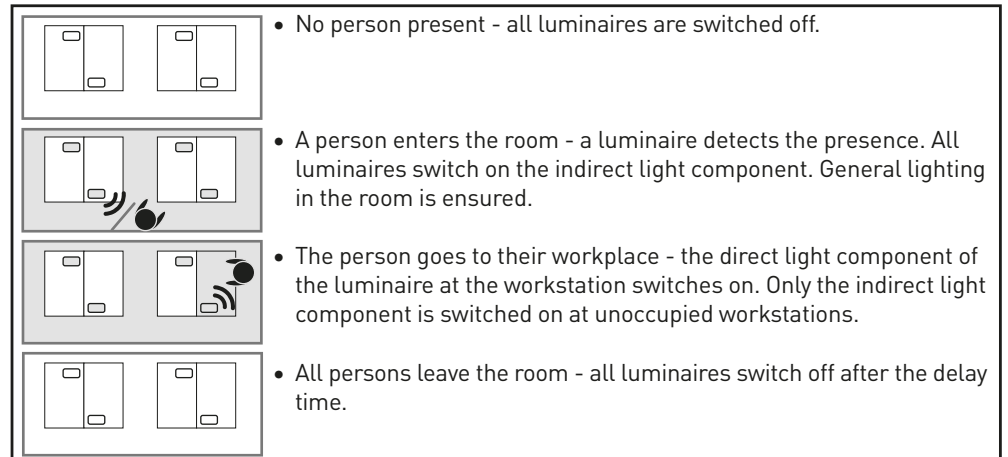 • No person present - all luminaires are switched off.
• A person enters the room - a luminaire detects the presence. All
luminaires switch on the indirect light component. General lighting
in the room is ensured.
• The person goes to their workplace - the direct light component of
the luminaire at the workstation switches on. Only the indirect light
component is switched on at unoccupied workstations.
• All persons leave the room - all luminaires switch off after the delay
time.